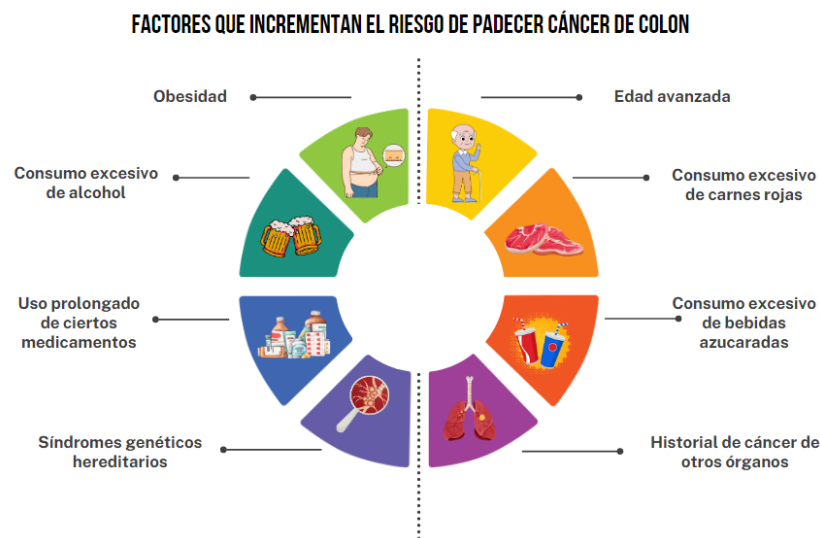 FACTORES QUE INCREMENTAN EL RIESGO DE PADECER CÁNCER DE COLON
Obesidad
Edad avanzada
Consumo excesivo
de alcohol
Consumo excesivo
de carnes rojas
Uso prolongado
de ciertos
medicamentos
Consumo excesivo
de bebidas
azucaradas
Síndromes genéticos
hereditarios
Historial de cáncer de
otros órganos